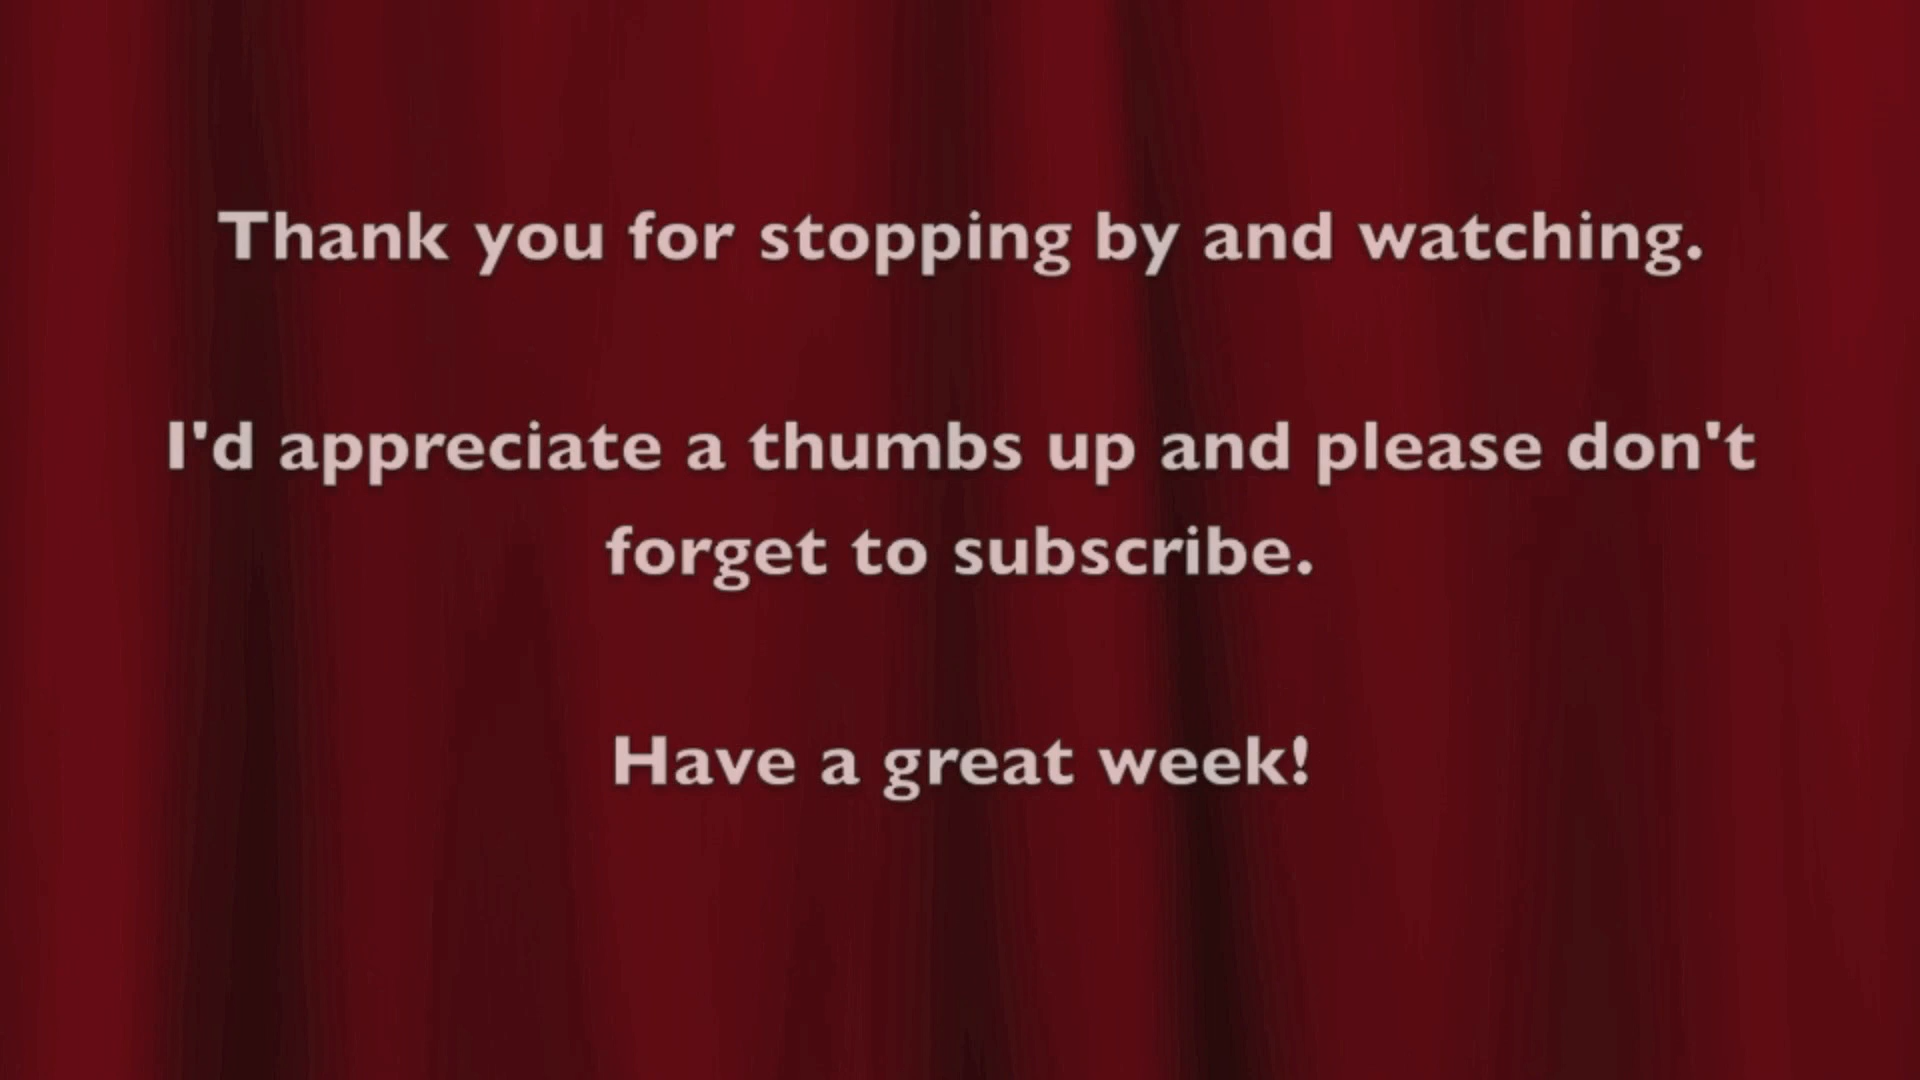 Thank you for stopping by and watching.
I'd appreciate a thumbs up and please don't
forget to subscribe.
Have a great week!